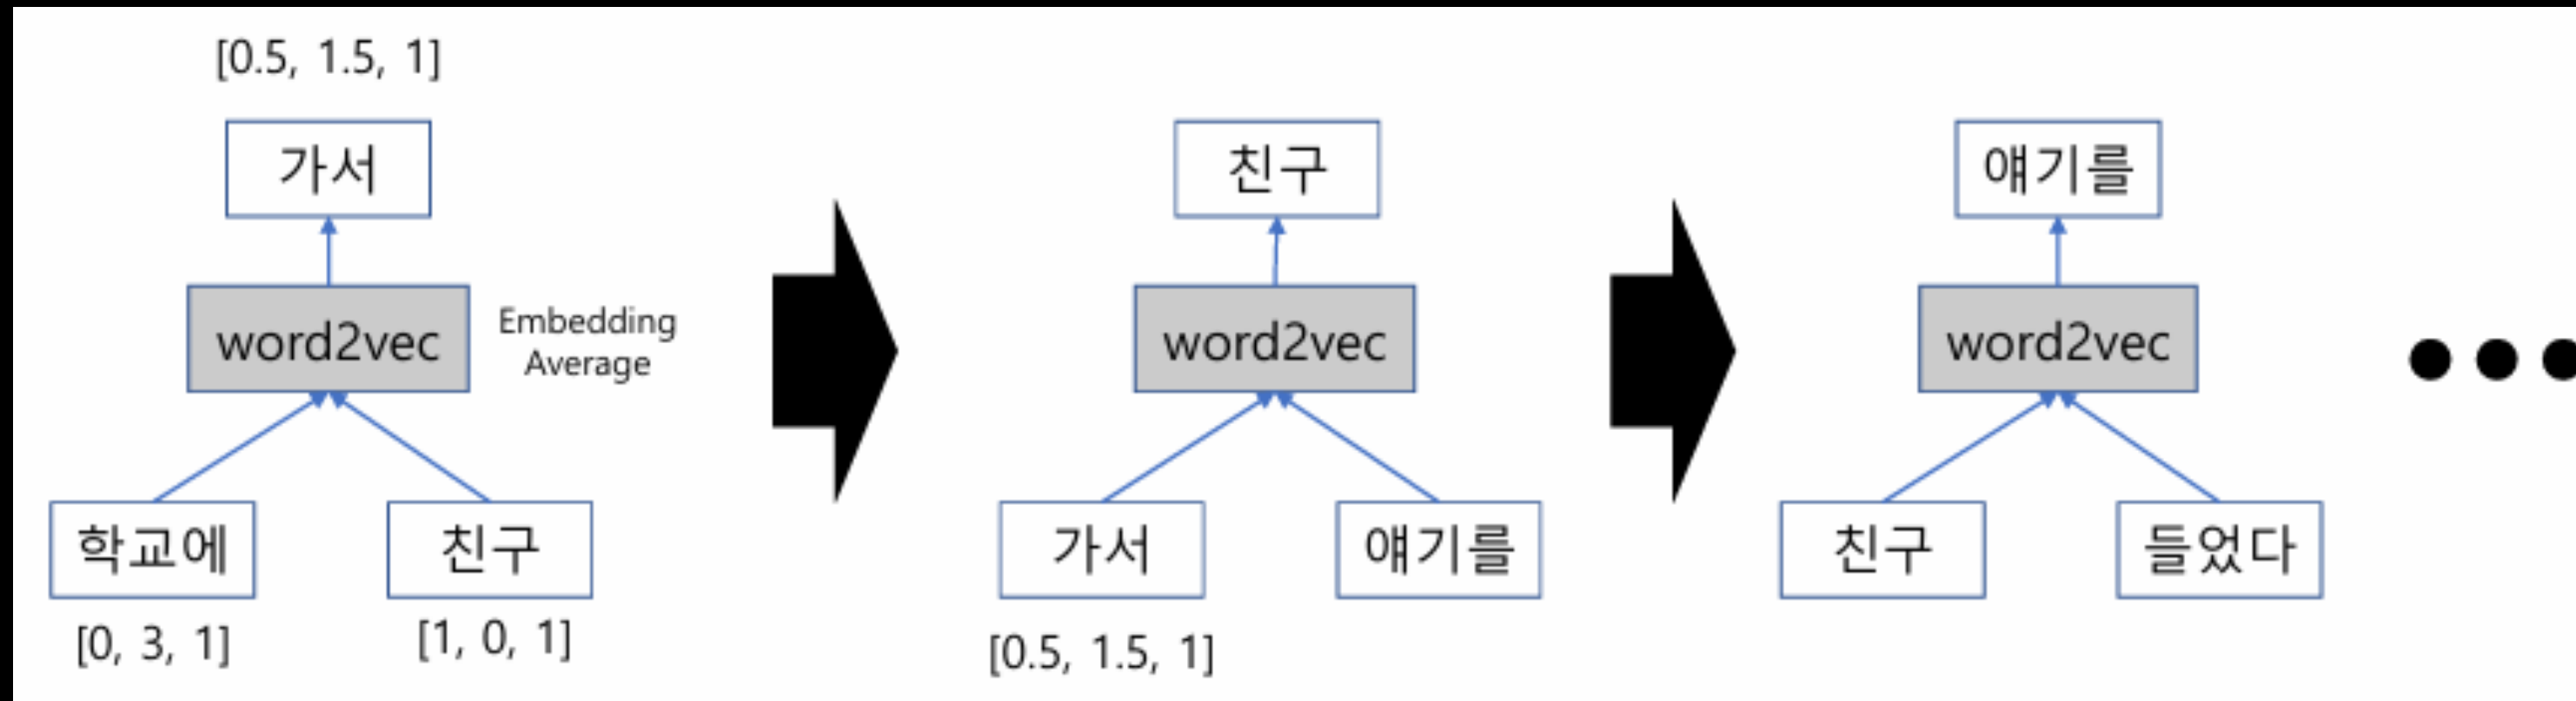 [0.5, 1.5, 1]
가서
word2vec
Embedding
Average
학교에
친구
[0, 3, 1]
[1, 0, 1]
친구
word2vec
가서
얘기를
[0.5, 1.5, 1]
얘기를
word2vec
친구
들었다